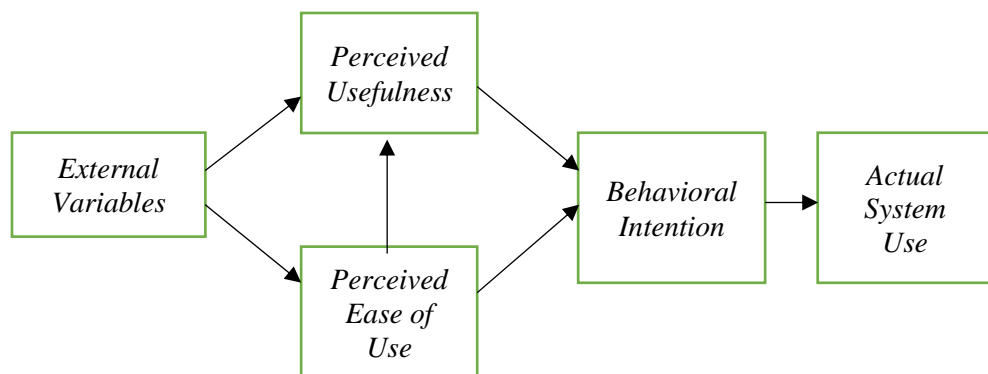 External
Variables
Perceived
Usefulness
Perceived
Ease of
Use
Behavioral
Intention
Actual
System
Use